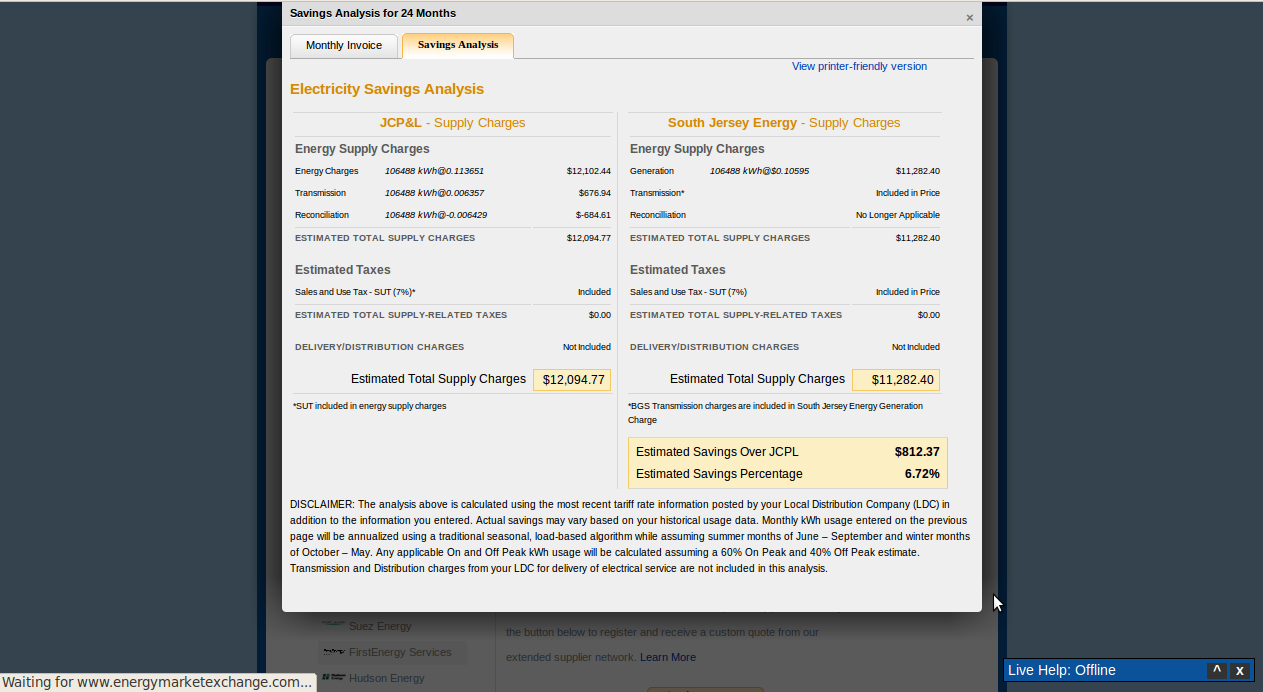 Savings Analysis for 24 Months
×
Monthly Invoice Savings Analysis
View printer-friendly version
Electricity Savings Analysis
JCP&L - Supply Charges
Energy Supply Charges
Energy Charges 106488 kWh@0.113651 $12,102.44
Transmission 106488 kWh@0.006357 $676.94
Reconciliation 106488 kWh@-0.006429 $-684.61
ESTIMATED TOTAL SUPPLY CHARGES $12,094.77
Estimated Taxes
Sales and Use Tax - SUT (7%)* Included
ESTIMATED TOTAL SUPPLY-RELATED TAXES $0.00
DELIVERY/DISTRIBUTION CHARGES Not Included
Estimated Total Supply Charges $12,094.77
*SUT included in energy supply charges
South Jersey Energy - Supply Charges
Energy Supply Charges
Generation 106488 kWh@$0.10595 $11,282.40
Transmission* Included in Price
Reconcilliation No Longer Applicable
ESTIMATED TOTAL SUPPLY CHARGES $11,282.40
Estimated Taxes
Sales and Use Tax - SUT (7%) Included in Price
ESTIMATED TOTAL SUPPLY-RELATED TAXES $0.00
DELIVERY/DISTRIBUTION CHARGES Not Included
Estimated Total Supply Charges $11,282.40
*BGS Transmission charges are included in South Jersey Energy Generation
Charge
Estimated Savings Over JCPL $812.37
Estimated Savings Percentage 6.72%
DISCLAIMER: The analysis above is calculated using the most recent tariff rate information posted by your Local Distribution Company (LDC) in
addition to the information you entered. Actual savings may vary based on your historical usage data. Monthly kWh usage entered on the previous
page will be annualized using a traditional seasonal, load-based algorithm while assuming summer months of June – September and winter months
of October – May. Any applicable On and Off Peak kWh usage will be calculated assuming a 60% On Peak and 40% Off Peak estimate.
Transmission and Distribution charges from your LDC for delivery of electrical service are not included in this analysis.
Suez Energy
FirstEnergy Services
Hudson Energy
the button below to register and receive a custom quote from our
extended supplier network. Learn More
Live Help: Offline ^ x
Waiting for www.energymarketexchange.com...